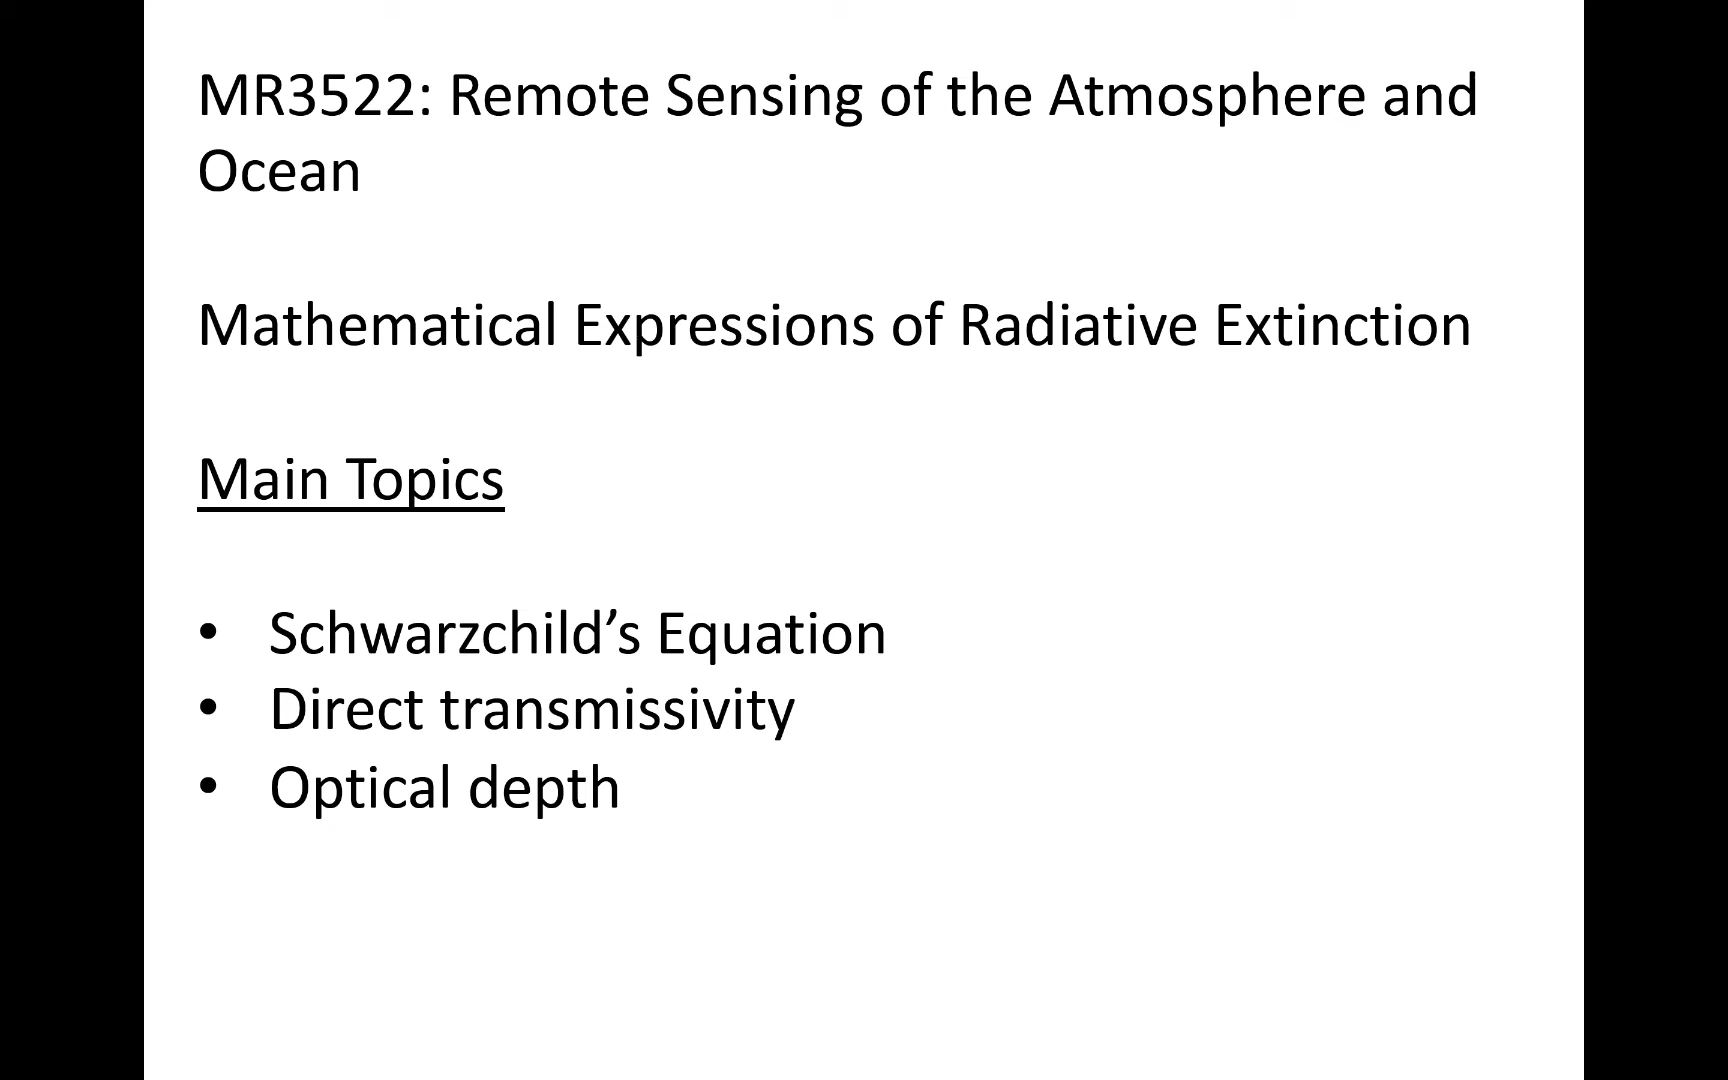 MR3522: Remote Sensing of the Atmosphere and
Ocean
Mathematical Expressions of Radiative Extinction
Main Topics
• Schwarzchild’s Equation
• Direct transmissivity
• Optical depth